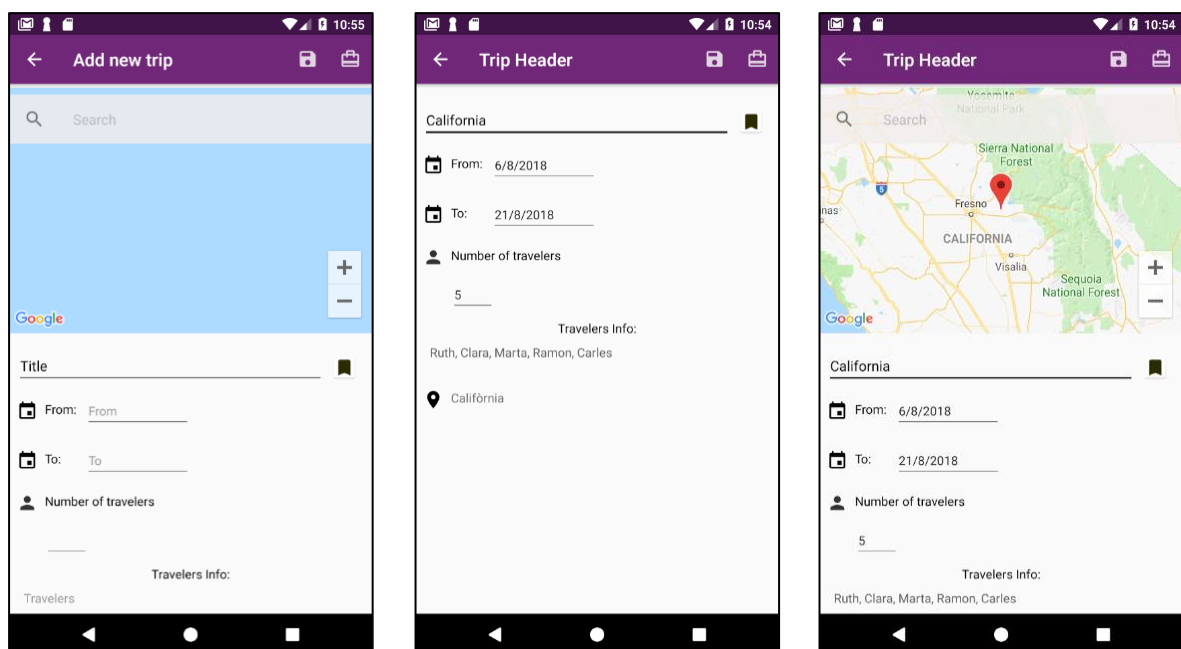 10:55
Add new trip
Search
Google
Title
From: From
To: To
Number of travelers
Travelers Info:
Travelers
10:54
Trip Header
California
From: 6/8/2018
To: 21/8/2018
Number of travelers
5
Travelers Info:
Ruth, Clara, Marta, Ramon, Carles
Califòrnia
10:54
Trip Header
Yosemite
National Park
Search
Sierra National
Forest
5
nas
Fresno
CALIFORNIA
Visalia
Sequoia
National Forest
Google
California
From: 6/8/2018
To: 21/8/2018
Number of travelers
5
Travelers Info:
Ruth, Clara, Marta, Ramon, Carles